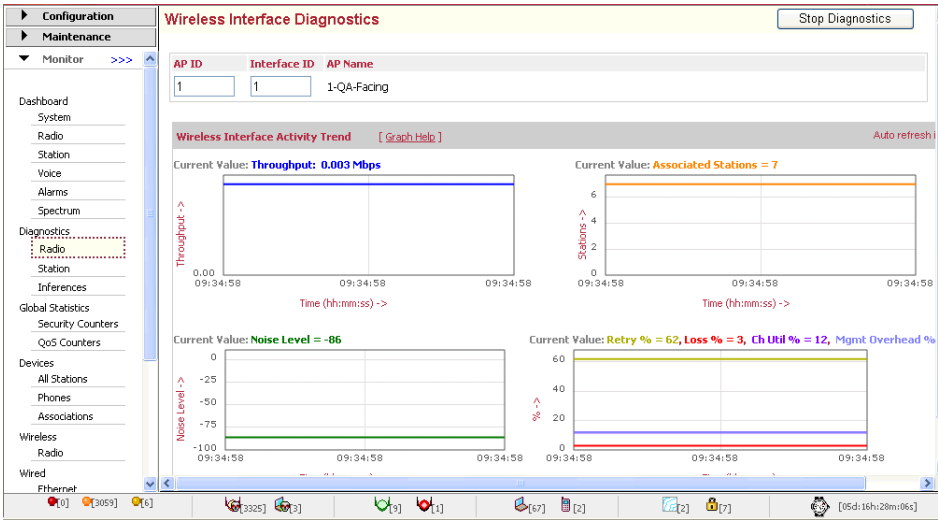 Configuration
Maintenance
Monitor >>>
Dashboard
System
Radio
Station
Voice
Alarms
Spectrum
Diagnostics
Radio
Station
Inferences
Global Statistics
Security Counters
QoS Counters
Devices
All Stations
Phones
Associations
Wireless
Radio
Wired
Ethernet
Wireless Interface Diagnostics
Stop Diagnostics
AP ID Interface ID AP Name
1 1 1-QA-Facing
Wireless Interface Activity Trend [ Graph Help ] Auto refresh i
Current Value: Throughput: 0.003 Mbps
Throughput ->
0.00
09:34:58 09:34:58 09:34:58
Time (hh:mm:ss) ->
Current Value: Associated Stations = 7
Stations ->
6
4
2
0
09:34:58 09:34:58 09:34:58
Time (hh:mm:ss) ->
Current Value: Noise Level = -86
Noise Level ->
0
-25
-50
-75
-100
09:34:58 09:34:58 09:34:58
Current Value: Retry % = 62, Loss % = 3, Ch Util % = 12, Mgmt Overhead %
% ->
60
40
20
0
09:34:58 09:34:58 09:34:58
[0] [3059] [6] [3325] [3] [9] [1] [67] [2] [2] [7] [05d:16h:28m:06s]